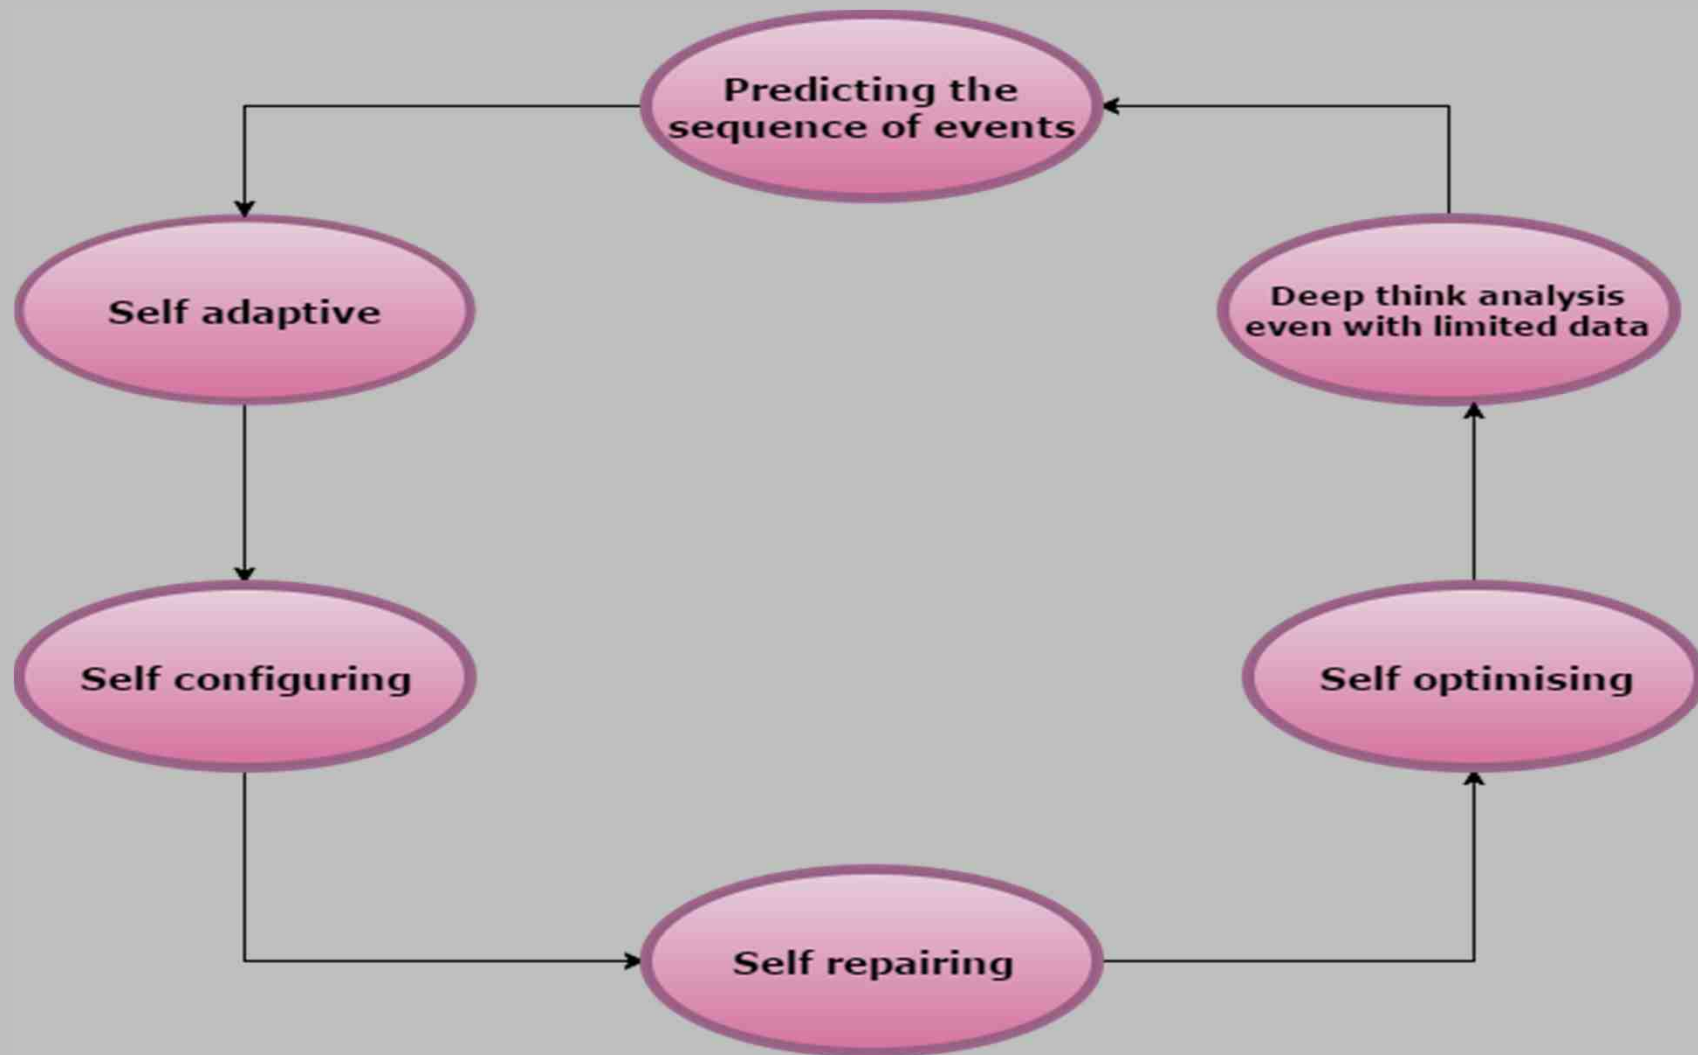 Predicting the
sequence of events
Self adaptive
Deep think analysis
even with limited data
Self configuring
Self optimising
Self repairing